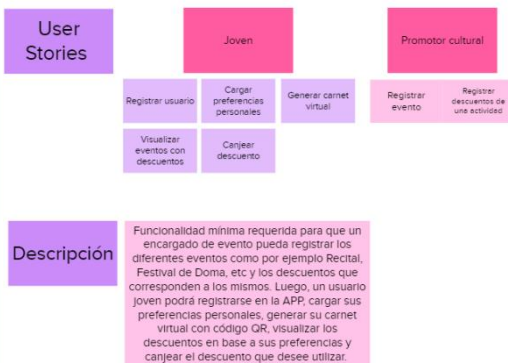 User
Stories
Joven
Promotor cultural
Registrar usuario
Cargar
preferencias
personales
Generar carnet
virtual
Registrar
evento
Registrar
descuentos de
una actividad
Visualizar
eventos con
descuentos
Canjear
descuento
Descripción
Funcionalidad mínima requerida para que un
encargado de evento pueda registrar los
diferentes eventos como por ejemplo Recital,
Festival de Doma, etc y los descuentos que
corresponden a los mismos. Luego, un usuario
joven podrá registrarse en la APP, cargar sus
preferencias personales, generar su carnet
virtual con código QR, visualizar los
descuentos en base a sus preferencias y
canjear el descuento que desee utilizar.